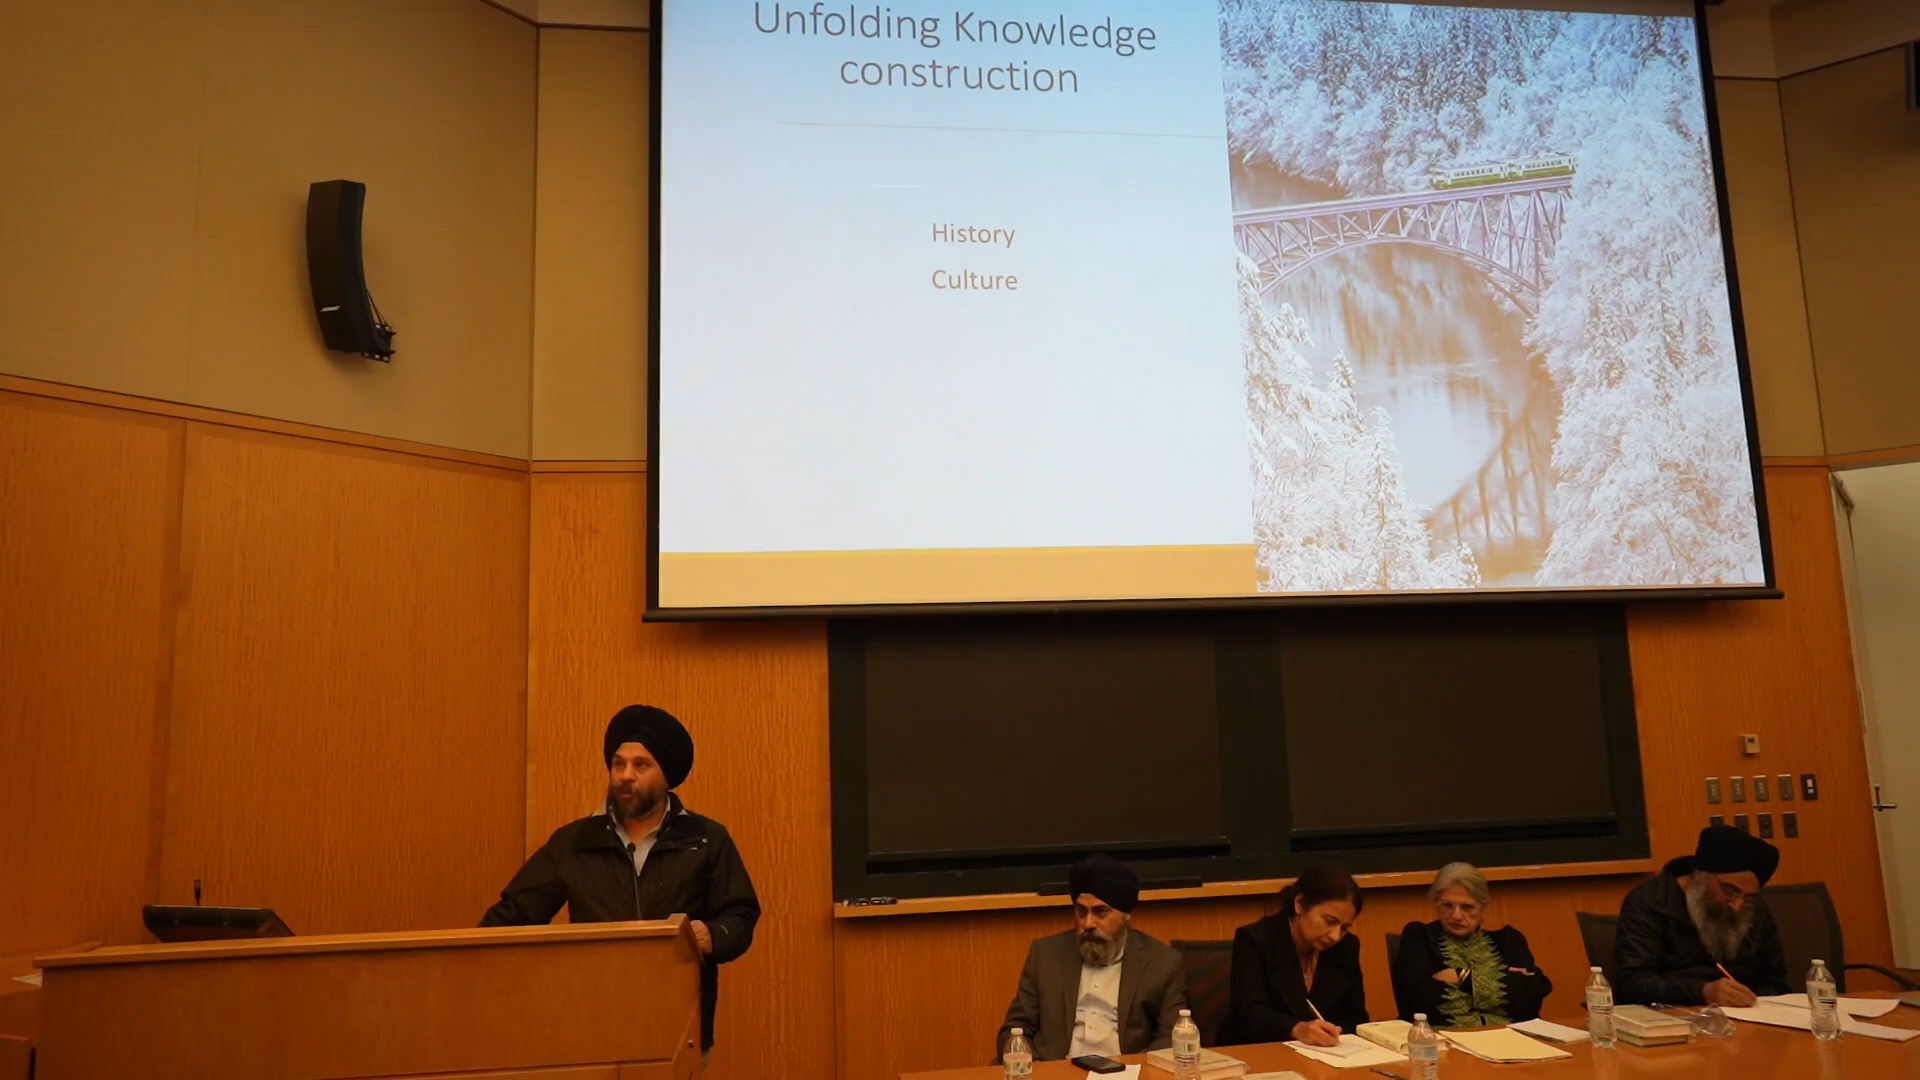 Unfolding Knowledge
construction
History
Culture